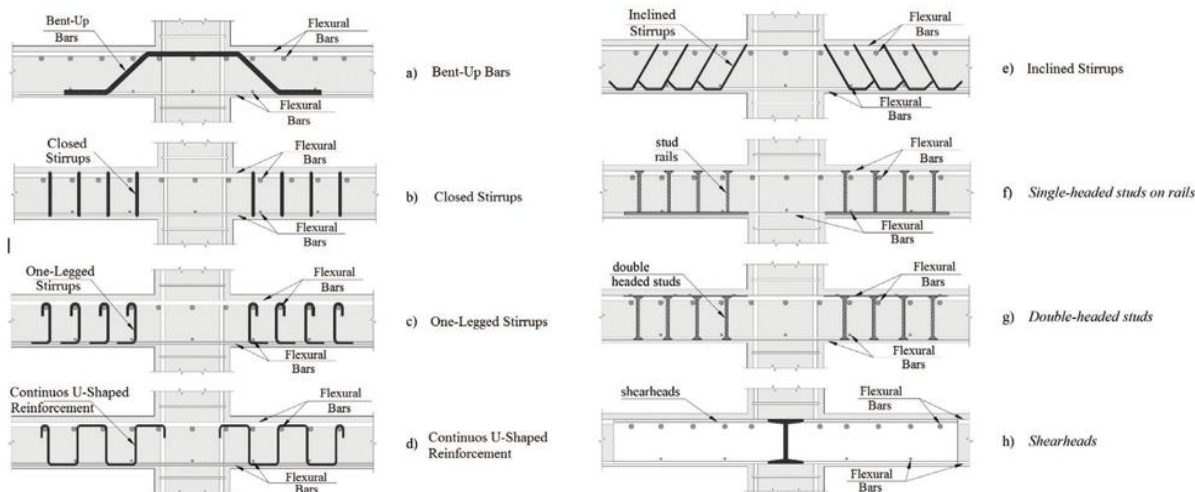 Bent-Up
Bars
Flexural
Bars
Flexural
Bars
a) Bent-Up Bars
Closed
Stirrups
Flexural
Bars
Flexural
Bars
b) Closed Stirrups
One-Legged
Stirrups
Flexural
Bars
Flexural
Bars
c) One-Legged Stirrups
Continuos U-Shaped
Reinforcement
Flexural
Bars
Flexural
Bars
d) Continuos U-Shaped
Reinforcement
Inclined
Stirrups
Flexural
Bars
Flexural
Bars
e) Inclined Stirrups
stud
rails
Flexural
Bars
Flexural
Bars
f) Single-headed studs on rails
double
headed studs
Flexural
Bars
Flexural
Bars
g) Double-headed studs
shearheads
Flexural
Bars
Flexural
Bars
h) Shearheads